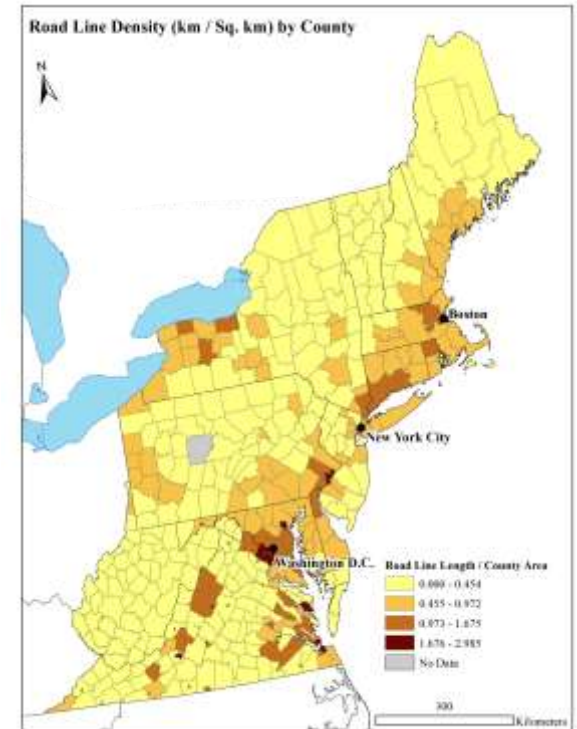 Road Line Density (km / Sq. km) by County
N
Boston
New York City
Washington D.C.
Road Line Length / County Area
0.000 - 0.454
0.455 - 0.972
0.973 - 1.675
1.676 - 2.985
No Data
300
Kilometers